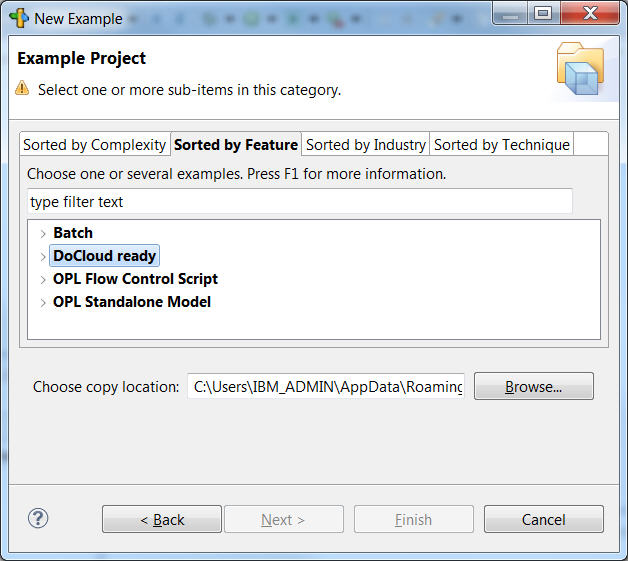 New Example
Example Project
Select one or more sub-items in this category.
Sorted by Complexity Sorted by Feature Sorted by Industry Sorted by Technique
Choose one or several examples. Press F1 for more information.
type filter text
Batch
DoCloud ready
OPL Flow Control Script
OPL Standalone Model
Choose copy location: C:\Users\IBM_ADMIN\AppData\Roaming Browse...
? < Back Next > Finish Cancel